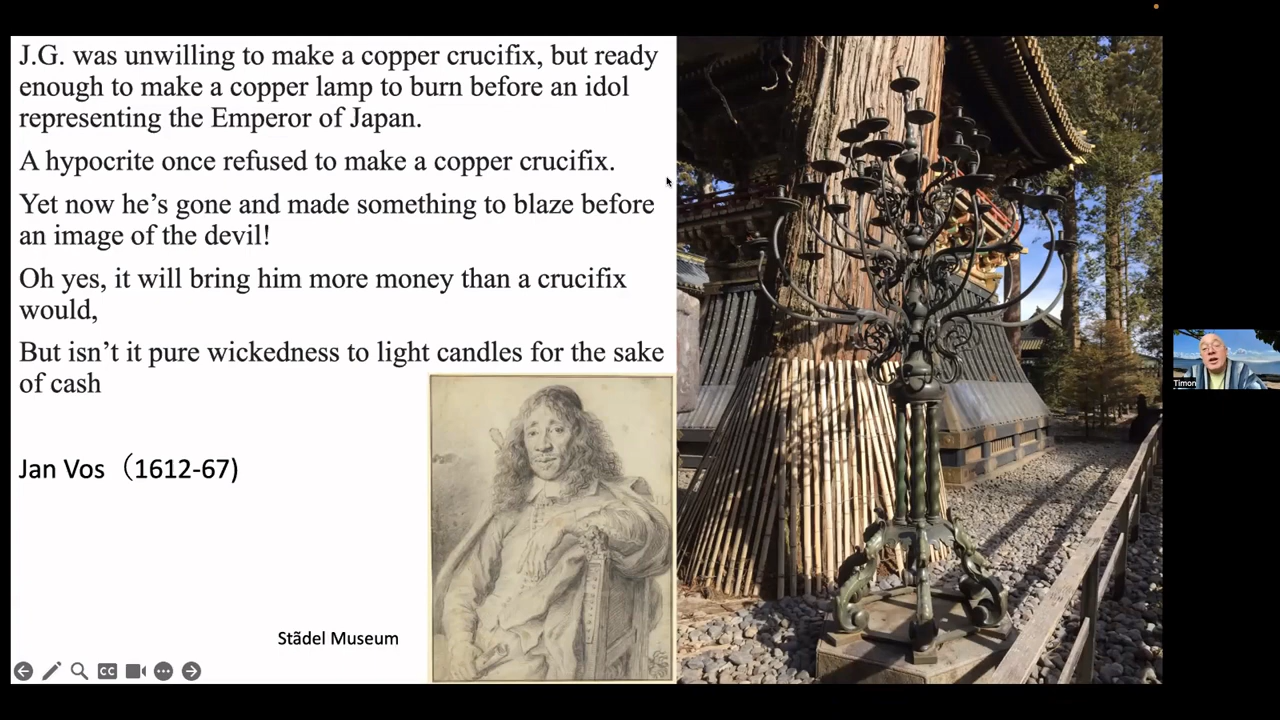 J.G. was unwilling to make a copper crucifix, but ready
enough to make a copper lamp to burn before an idol
representing the Emperor of Japan.
A hypocrite once refused to make a copper crucifix.
Yet now he’s gone and made something to blaze before
an image of the devil!
Oh yes, it will bring him more money than a crucifix
would,
But isn’t it pure wickedness to light candles for the sake
of cash
Jan Vos（1612-67)
Stãdel Museum
CC
Timon